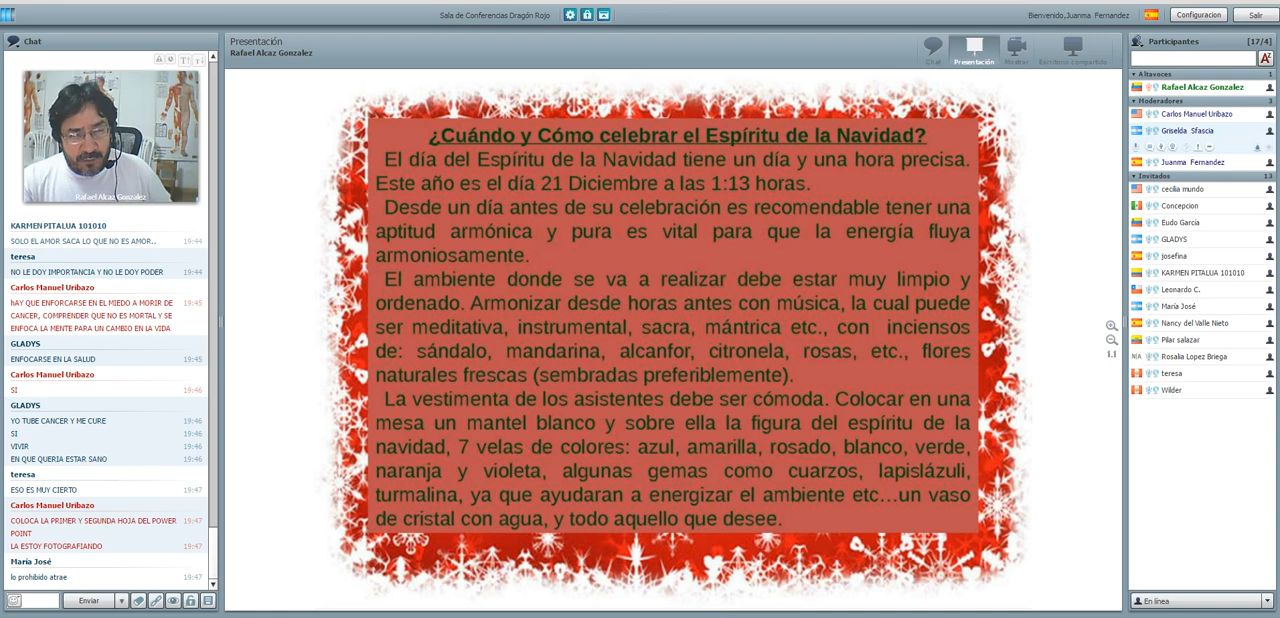 Sala de Conferencias Dragón Rojo
Bienvenido,Juanma Fernandez
Configuracion
Salir
Chat
Rafael Alcaz Gonzalez
KARMEN PITALUA 101010
SOLO EL AMOR SACA LO QUE NO ES AMOR.. 19:44
teresa
NO LE DOY IMPORTANCIA Y NO LE DOY PODER 19:44
Carlos Manuel Uribazo
hAY QUE ENFORCARSE EN EL MIEDO A MORIR DE 19:45
CANCER, COMPRENDER QUE NO ES MORTAL Y SE
ENFOCA LA MENTE PARA UN CAMBIO EN LA VIDA
GLADYS
ENFOCARSE EN LA SALUD 19:45
Carlos Manuel Uribazo
SI 19:46
GLADYS
YO TUBE CANCER Y ME CURE 19:46
SI 19:46
VIVIR 19:46
EN QUE QUERIA ESTAR SANO 19:46
teresa
ESO ES MUY CIERTO 19:47
Carlos Manuel Uribazo
COLOCA LA PRIMER Y SEGUNDA HOJA DEL POWER 19:47
POINT
LA ESTOY FOTOGRAFIANDO 19:47
María José
lo prohibido atrae 19:47
Enviar
Presentación
Rafael Alcaz Gonzalez
Chat
Presentación
Mostrar
Escritorio compartido
¿Cuándo y Cómo celebrar el Espíritu de la Navidad?
El día del Espíritu de la Navidad tiene un día y una hora precisa.
Este año es el día 21 Diciembre a las 1:13 horas.
Desde un día antes de su celebración es recomendable tener una
aptitud armónica y pura es vital para que la energía fluya
armoniosamente.
El ambiente donde se va a realizar debe estar muy limpio y
ordenado. Armonizar desde horas antes con música, la cual puede
ser meditativa, instrumental, sacra, mántrica etc., con inciensos
de: sándalo, mandarina, alcanfor, citronela, rosas, etc., flores
naturales frescas (sembradas preferiblemente).
La vestimenta de los asistentes debe ser cómoda. Colocar en una
mesa un mantel blanco y sobre ella la figura del espíritu de la
navidad, 7 velas de colores: azul, amarilla, rosado, blanco, verde,
naranja y violeta, algunas gemas como cuarzos, lapislázuli,
turmalina, ya que ayudaran a energizar el ambiente etc...un vaso
de cristal con agua, y todo aquello que desee.
1.1
Participantes [17/4]
AZ
Altavoces 1
Rafael Alcaz Gonzalez
Moderadores 3
Carlos Manuel Uribazo
Griselda Sfascia
Juanma Fernandez
Invitados 13
cecilia mundo
Concepcion
Eudo García
GLADYS
josefina
KARMEN PITALUA 101010
Leonardo C.
María José
Nancy del Valle Nieto
Pilar salazar
N/A Rosalia Lopez Briega
teresa
Wilder
En línea